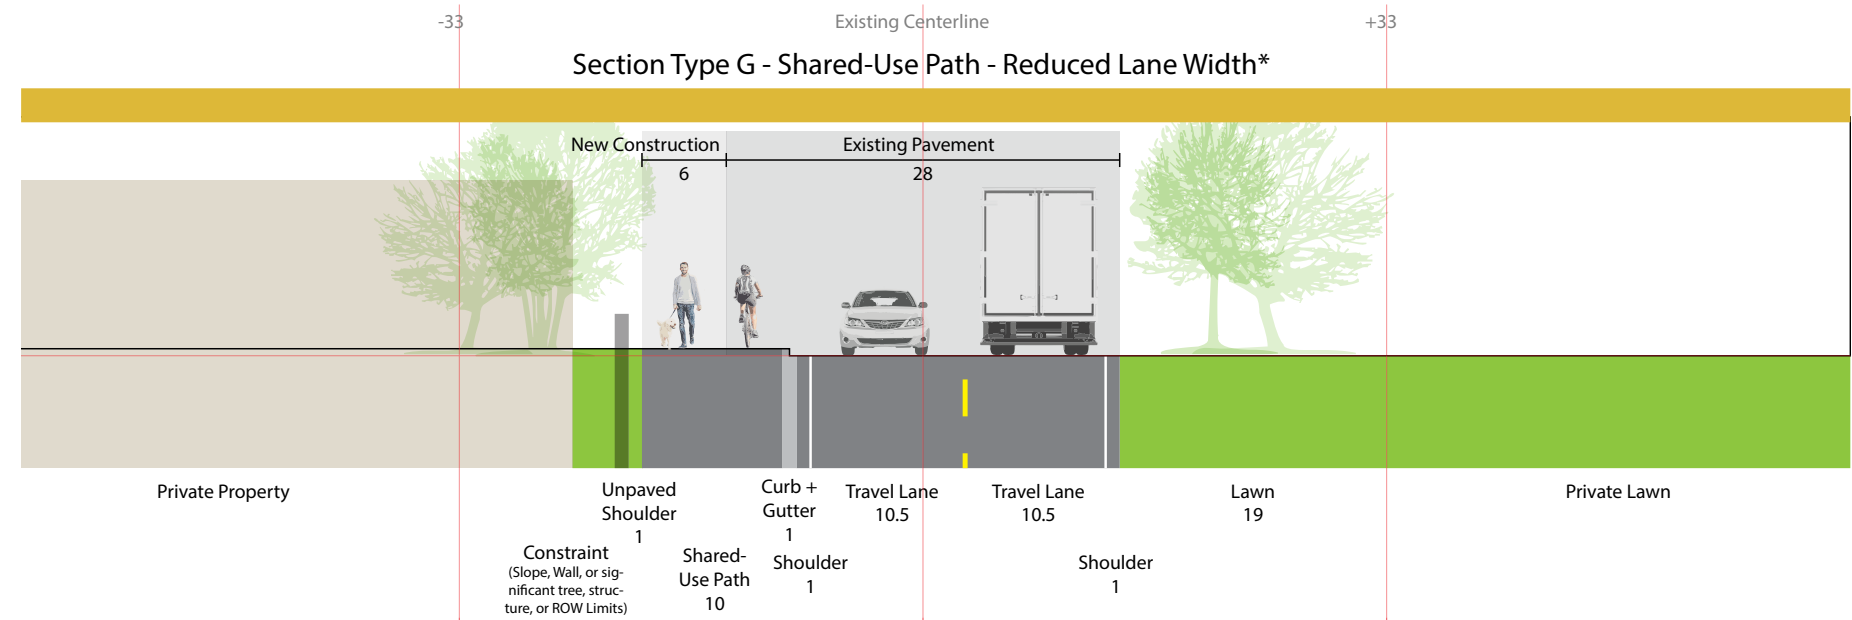 -33
Existing Centerline
+33
Section Type G - Shared-Use Path - Reduced Lane Width*
New Construction
6
Existing Pavement
28
Private Property
Unpaved
Shoulder
1
Curb +
Gutter
1
Travel Lane
10.5
Travel Lane
10.5
Lawn
19
Private Lawn
Constraint
(Slope, Wall, or sig-
nificant tree, struc-
ture, or ROW Limits)
Shared-
Use Path
10
Shoulder
1
Shoulder
1